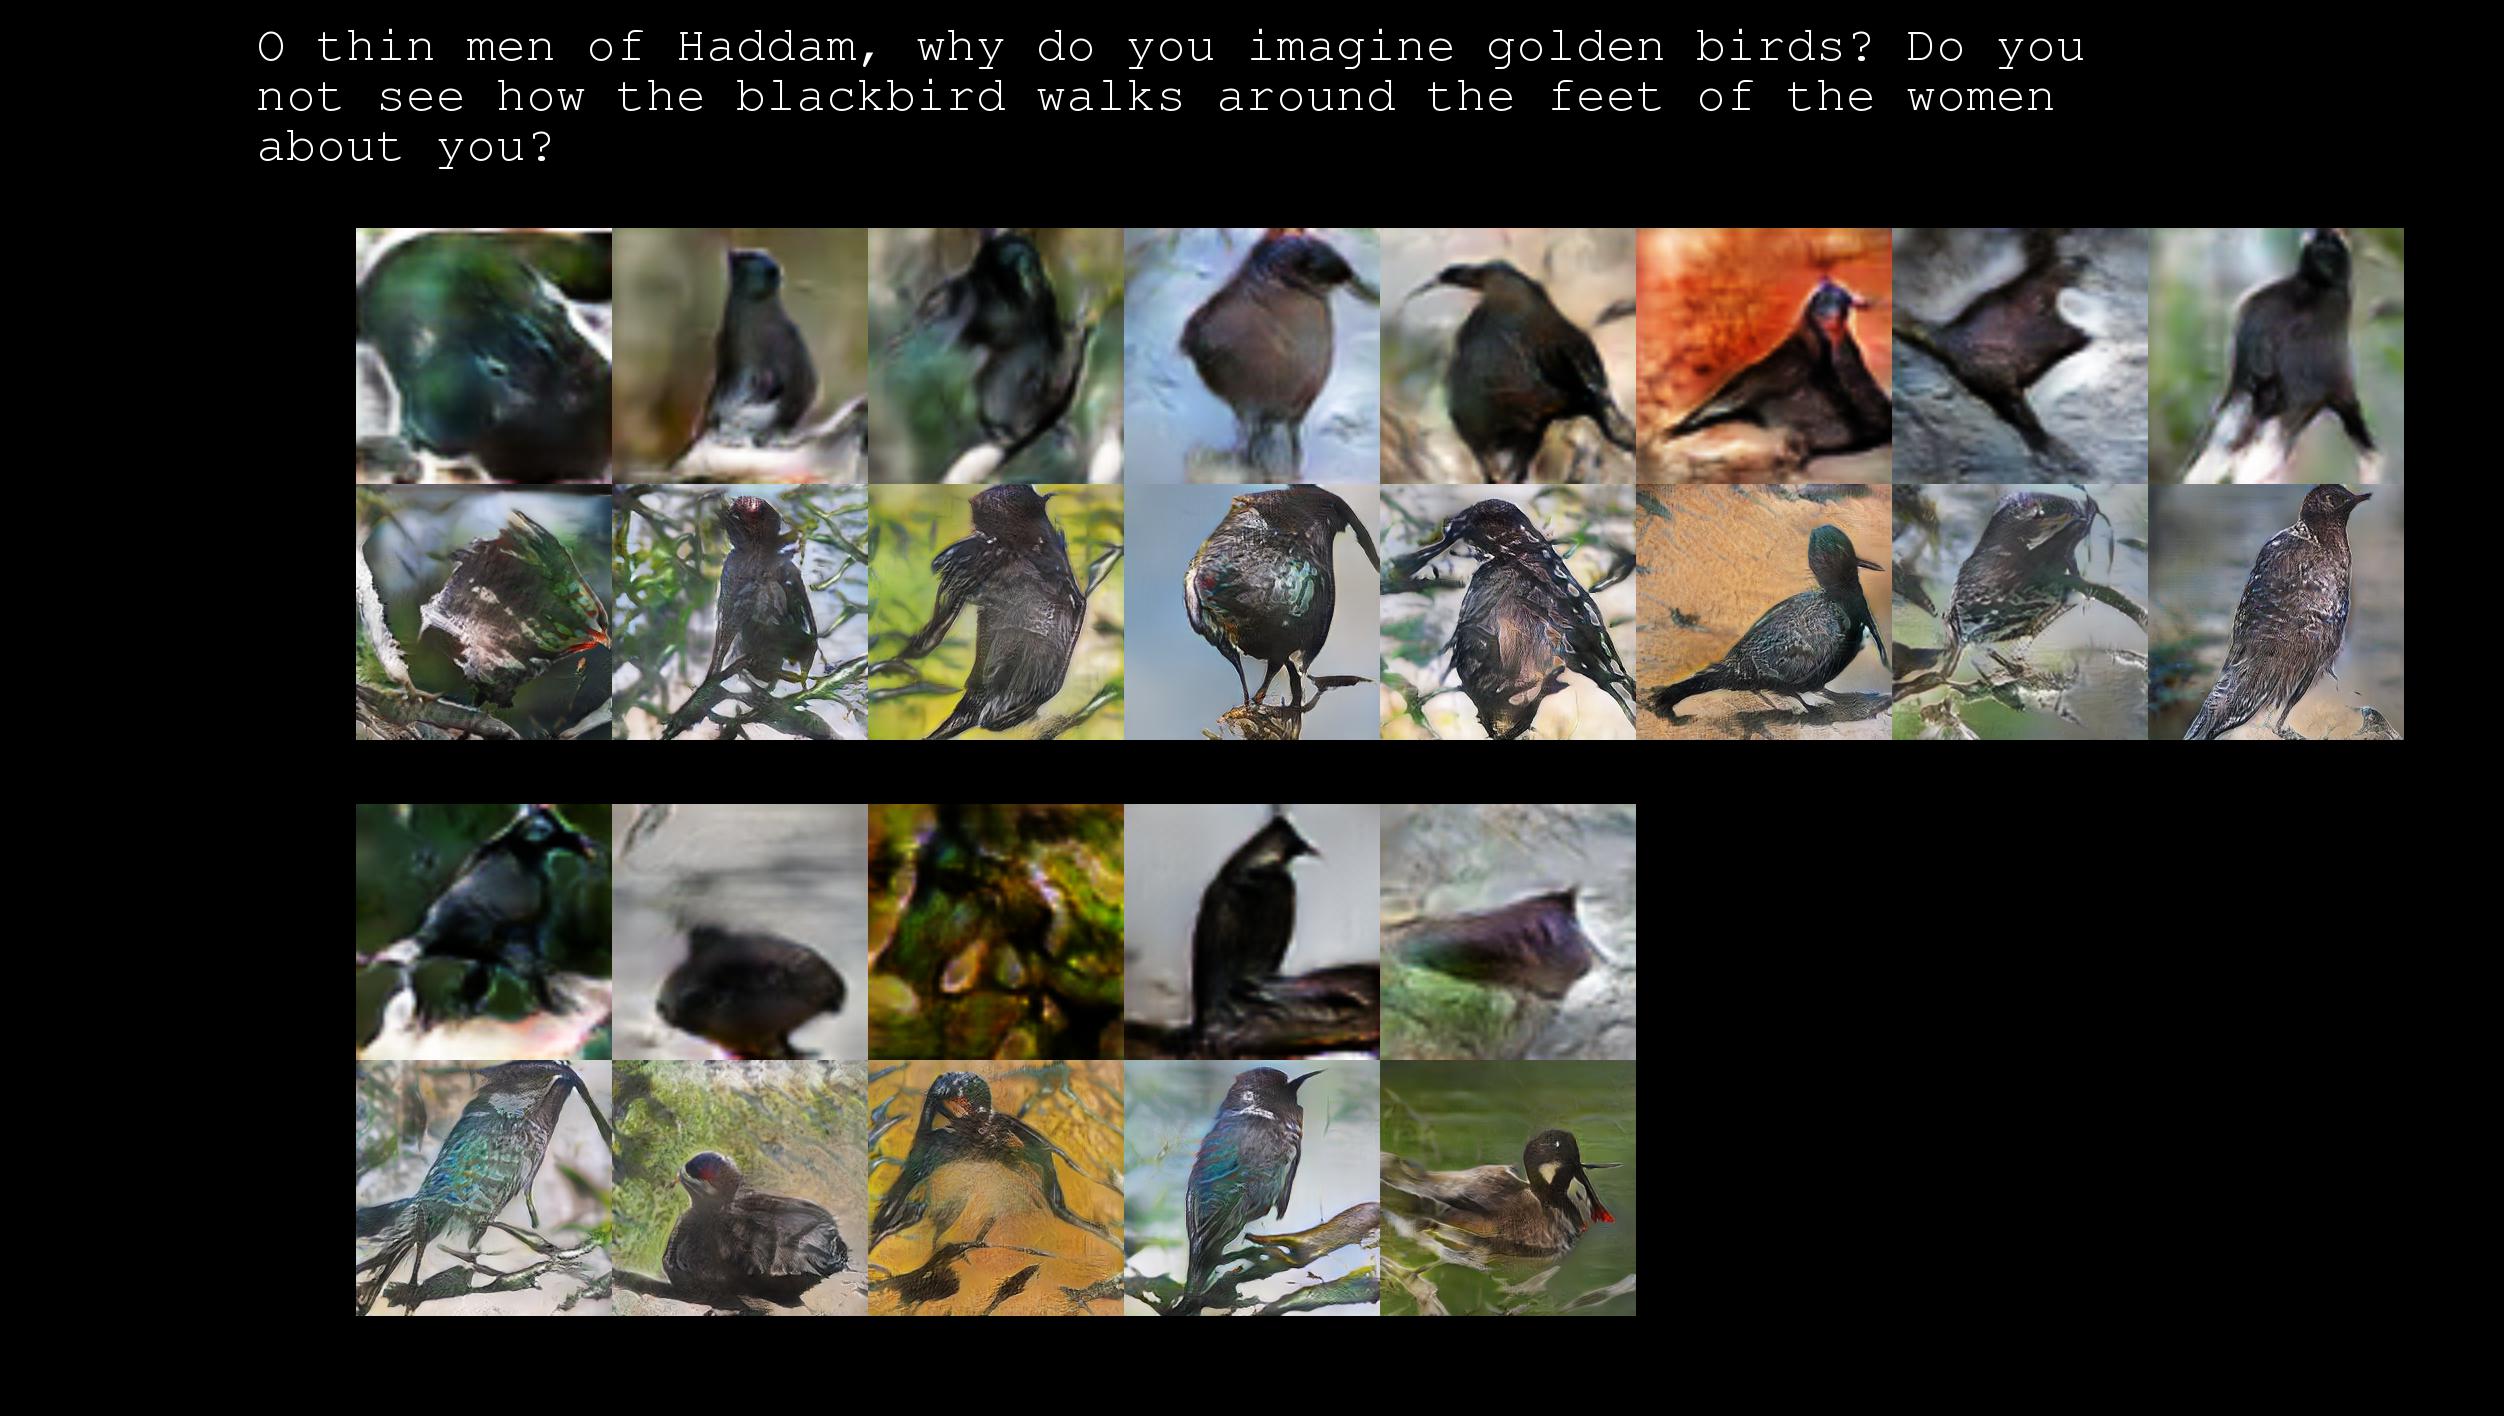 O thin men of Haddam, why do you imagine golden birds? Do you
not see how the blackbird walks around the feet of the women
about you?